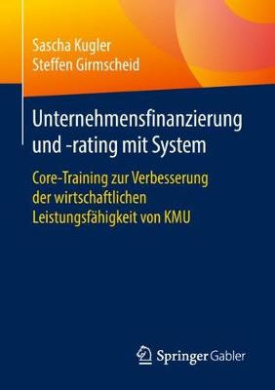 Sascha Kugler
Steffen Girmscheid
Unternehmensfinanzierung
und -rating mit System
Core-Training zur Verbesserung
der wirtschaftlichen
Leistungsfähigkeit von KMU
Springer Gabler